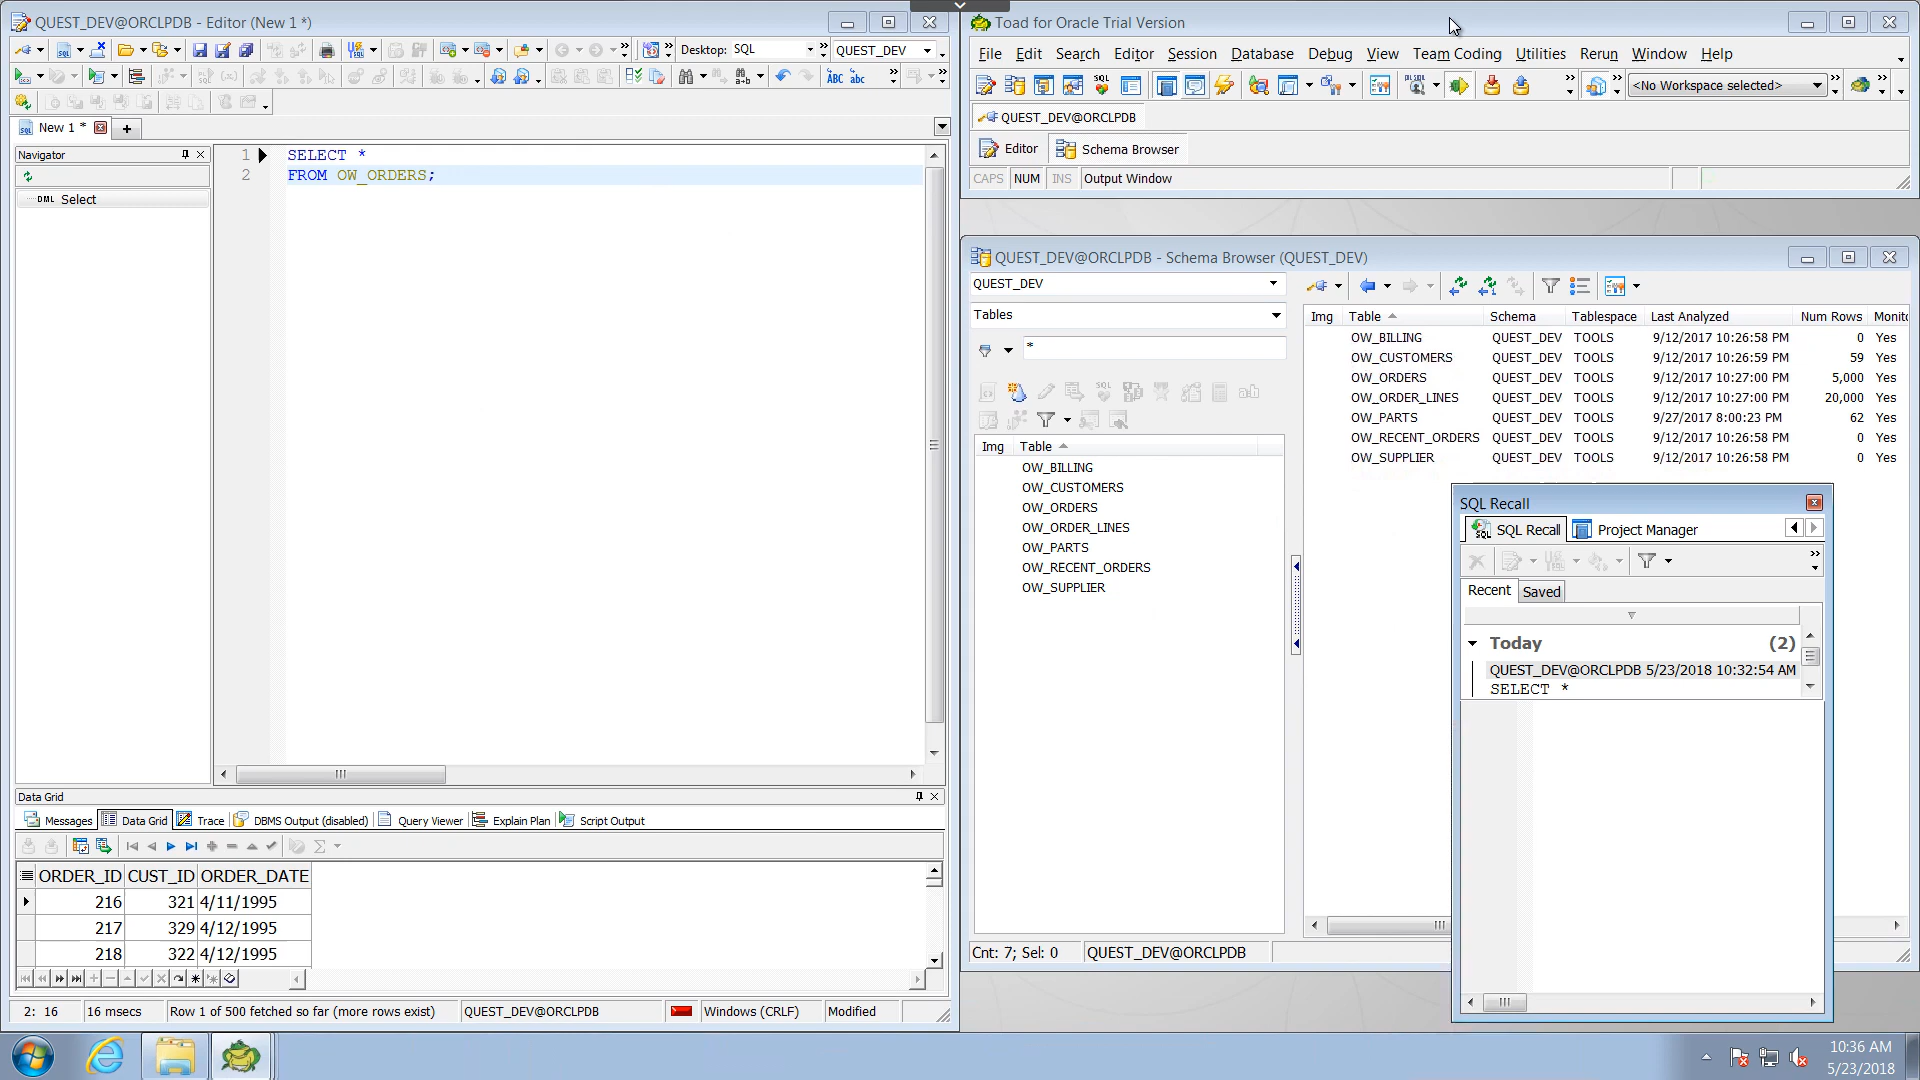 QUEST_DEV@ORCLPDB - Editor (New 1 *)
Desktop: SQL
QUEST_DEV
New 1 *
Navigator
DML Select
1 SELECT *
2 FROM OW_ORDERS;
Data Grid
Messages Data Grid Trace DBMS Output (disabled) Query Viewer Explain Plan Script Output
ORDER_ID CUST_ID ORDER_DATE
216 321 4/11/1995
217 329 4/12/1995
218 322 4/12/1995
2: 16 16 msecs Row 1 of 500 fetched so far (more rows exist) QUEST_DEV@ORCLPDB Windows (CRLF) Modified
Toad for Oracle Trial Version
File Edit Search Editor Session Database Debug View Team Coding Utilities Rerun Window Help
<No Workspace selected>
QUEST_DEV@ORCLPDB
Editor Schema Browser
CAPS NUM INS Output Window
QUEST_DEV@ORCLPDB - Schema Browser (QUEST_DEV)
QUEST_DEV
Tables
*
Img Table
OW_BILLING
OW_CUSTOMERS
OW_ORDERS
OW_ORDER_LINES
OW_PARTS
OW_RECENT_ORDERS
OW_SUPPLIER
Img Table Schema Tablespace Last Analyzed Num Rows Monito
OW_BILLING QUEST_DEV TOOLS 9/12/2017 10:26:58 PM 0 Yes
OW_CUSTOMERS QUEST_DEV TOOLS 9/12/2017 10:26:59 PM 59 Yes
OW_ORDERS QUEST_DEV TOOLS 9/12/2017 10:27:00 PM 5,000 Yes
OW_ORDER_LINES QUEST_DEV TOOLS 9/12/2017 10:27:00 PM 20,000 Yes
OW_PARTS QUEST_DEV TOOLS 9/27/2017 8:00:23 PM 62 Yes
OW_RECENT_ORDERS QUEST_DEV TOOLS 9/12/2017 10:26:58 PM 0 Yes
OW_SUPPLIER QUEST_DEV TOOLS 9/12/2017 10:26:58 PM 0 Yes
SQL Recall
SQL Recall Project Manager
Recent Saved
Today (2)
QUEST_DEV@ORCLPDB 5/23/2018 10:32:54 AM
SELECT *
Cnt: 7; Sel: 0 QUEST_DEV@ORCLPDB
10:36 AM
5/23/2018